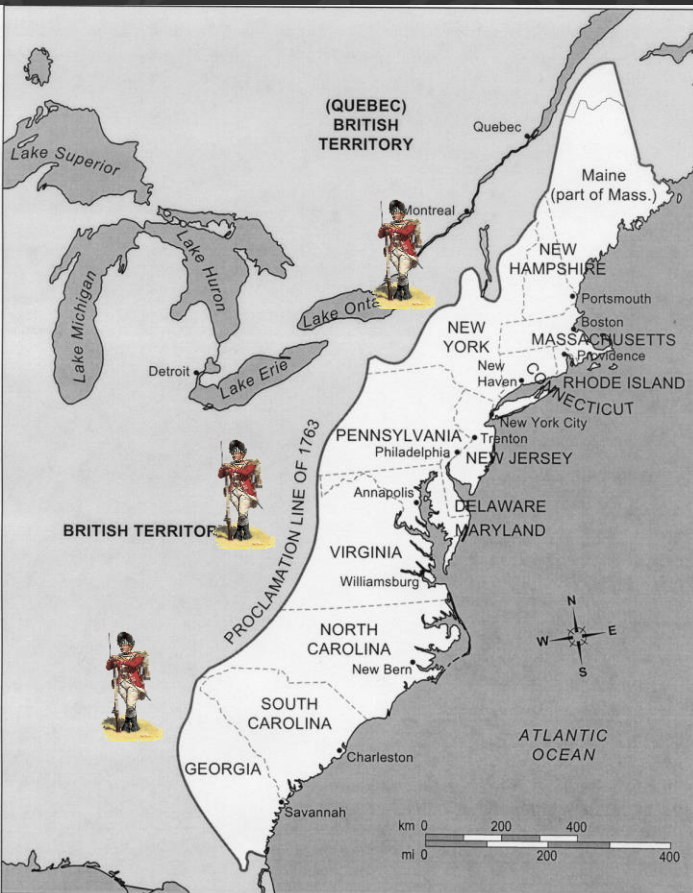 (QUEBEC)
BRITISH
TERRITORY
Quebec
Lake Superior
Maine
(part of Mass.)
Montreal
Lake Huron
Lake Michigan
NEW
HAMPSHIRE
Lake Onta
Portsmouth
NEW
YORK
Boston
MASSACHUSETTS
Providence
Detroit
Lake Erie
New
Haven
CONNECTICUT
RHODE ISLAND
New York City
PENNSYLVANIA
Trenton
Philadelphia
NEW JERSEY
PROCLAMATION LINE OF 1763
Annapolis
DELAWARE
BRITISH TERRITOR
MARYLAND
VIRGINIA
Williamsburg
N
W
E
S
NORTH
CAROLINA
New Bern
SOUTH
CAROLINA
ATLANTIC
OCEAN
Charleston
GEORGIA
Savannah
km 0 200 400
mi 0 200 400